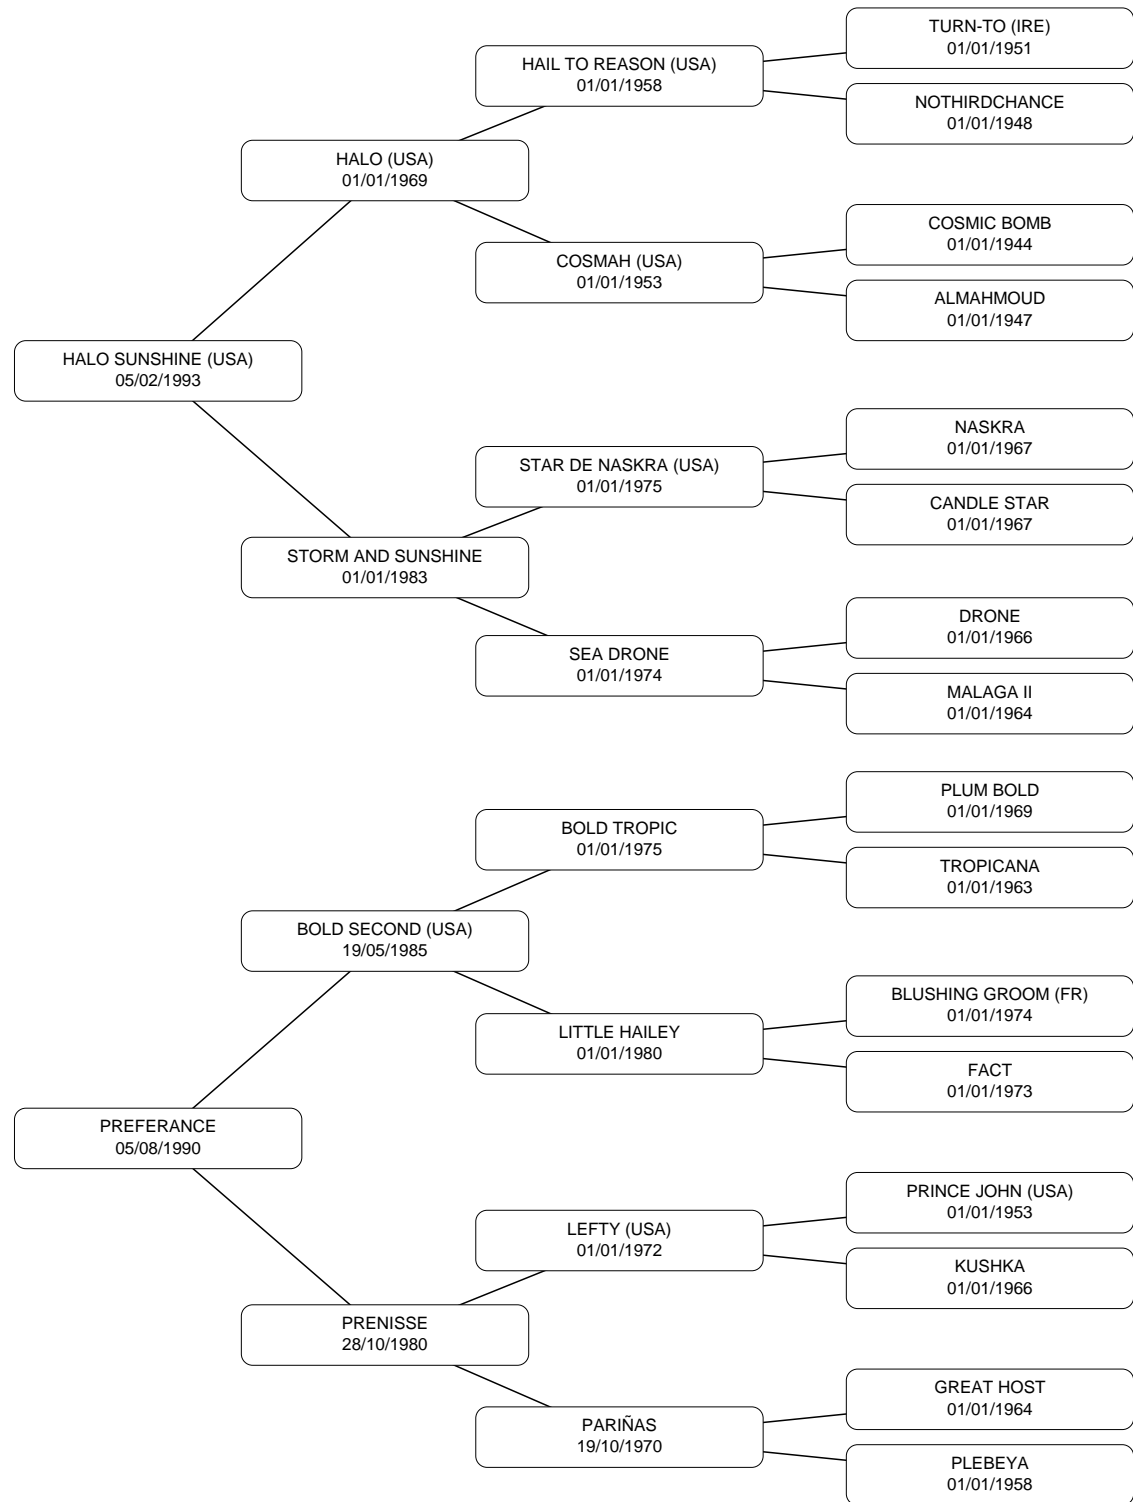 TURN-TO (IRE)
01/01/1951
HAIL TO REASON (USA)
01/01/1958
NOTHIRDCHANCE
01/01/1948
HALO (USA)
01/01/1969
COSMIC BOMB
01/01/1944
COSMAH (USA)
01/01/1953
ALMAHMOUD
01/01/1947
HALO SUNSHINE (USA)
05/02/1993
NASKRA
01/01/1967
STAR DE NASKRA (USA)
01/01/1975
CANDLE STAR
01/01/1967
STORM AND SUNSHINE
01/01/1983
DRONE
01/01/1966
SEA DRONE
01/01/1974
MALAGA II
01/01/1964
PLUM BOLD
01/01/1969
BOLD TROPIC
01/01/1975
TROPICANA
01/01/1963
BOLD SECOND (USA)
19/05/1985
BLUSHING GROOM (FR)
01/01/1974
LITTLE HAILEY
01/01/1980
FACT
01/01/1973
PREFERANCE
05/08/1990
PRINCE JOHN (USA)
01/01/1953
LEFTY (USA)
01/01/1972
KUSHKA
01/01/1966
PRENISSE
28/10/1980
GREAT HOST
01/01/1964
PARIÑAS
19/10/1970
PLEBEYA
01/01/1958